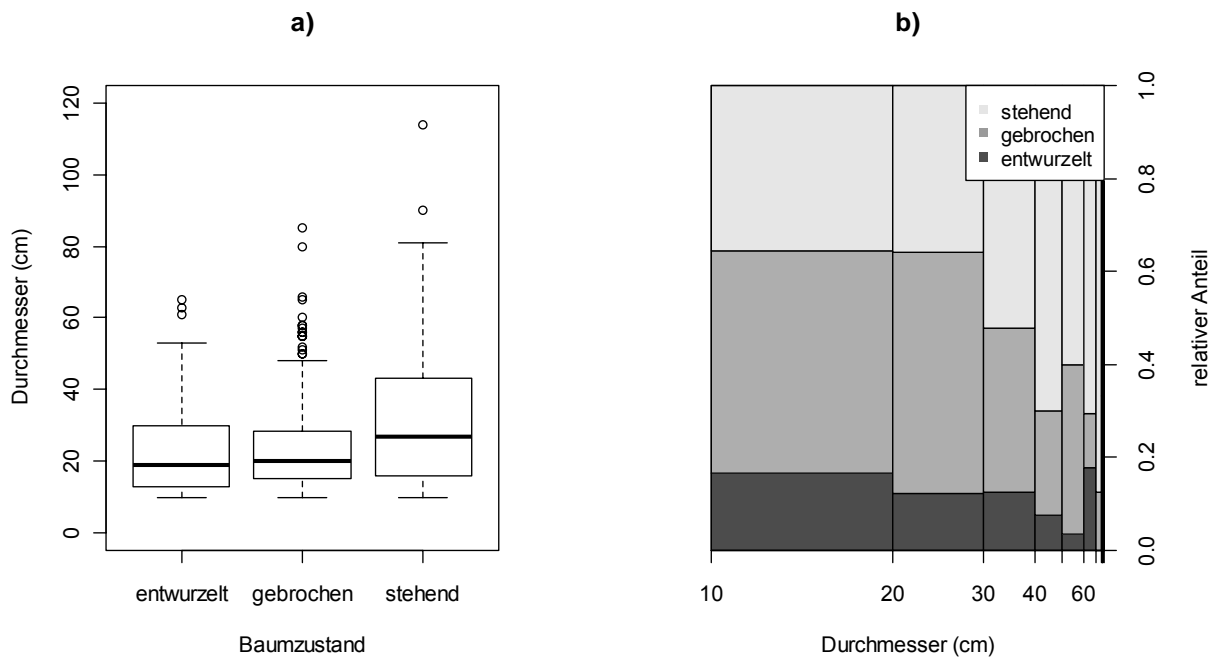 a)
Durchmesser (cm)
120
100
80
60
40
20
0
entwurzelt gebrochen stehend
Baumzustand
b)
stehend
gebrochen
entwurzelt
1.0
0.8
0.6
0.4
0.2
0.0
relativer Anteil
10 20 30 40 60
Durchmesser (cm)